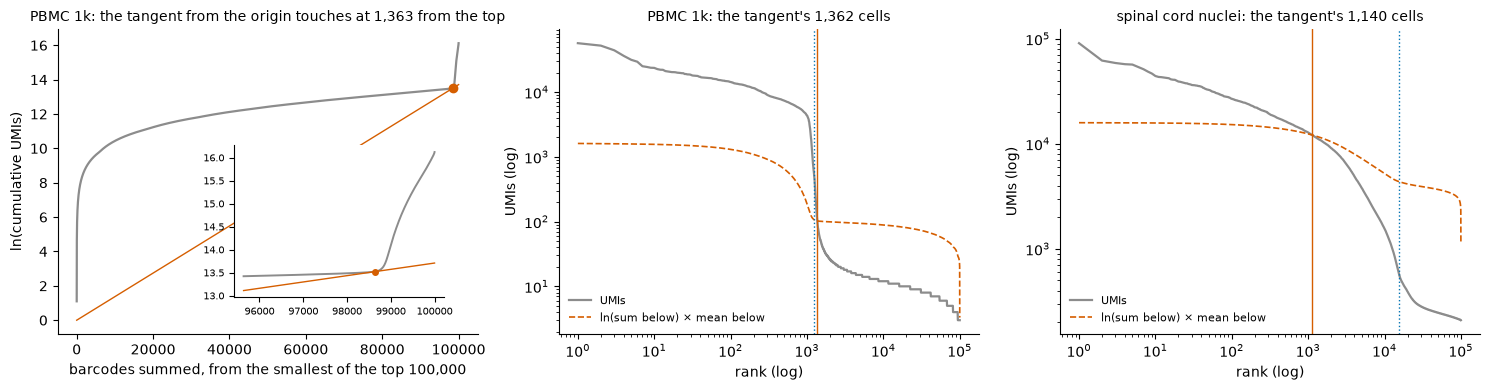 PBMC 1k: the tangent from the origin touches at 1,363 from the top
ln(cumulative UMIs)
16
14
12
10
8
6
4
2
0
16.0
15.5
15.0
14.5
14.0
13.5
13.0
96000 97000 98000 99000 100000
0 20000 40000 60000 80000 100000
barcodes summed, from the smallest of the top 100,000
PBMC 1k: the tangent's 1,362 cells
UMIs (log)
10⁴
10³
10²
10¹
UMIs
ln(sum below) × mean below
10⁰ 10¹ 10² 10³ 10⁴ 10⁵
rank (log)
spinal cord nuclei: the tangent's 1,140 cells
UMIs (log)
10⁵
10⁴
10³
UMIs
ln(sum below) × mean below
10⁰ 10¹ 10² 10³ 10⁴ 10⁵
rank (log)